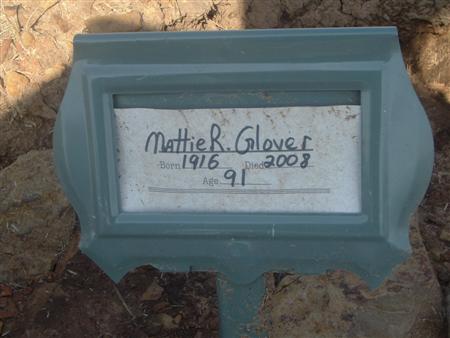 Mattie R. Glover
Born 1916 Died 2008
Age 91